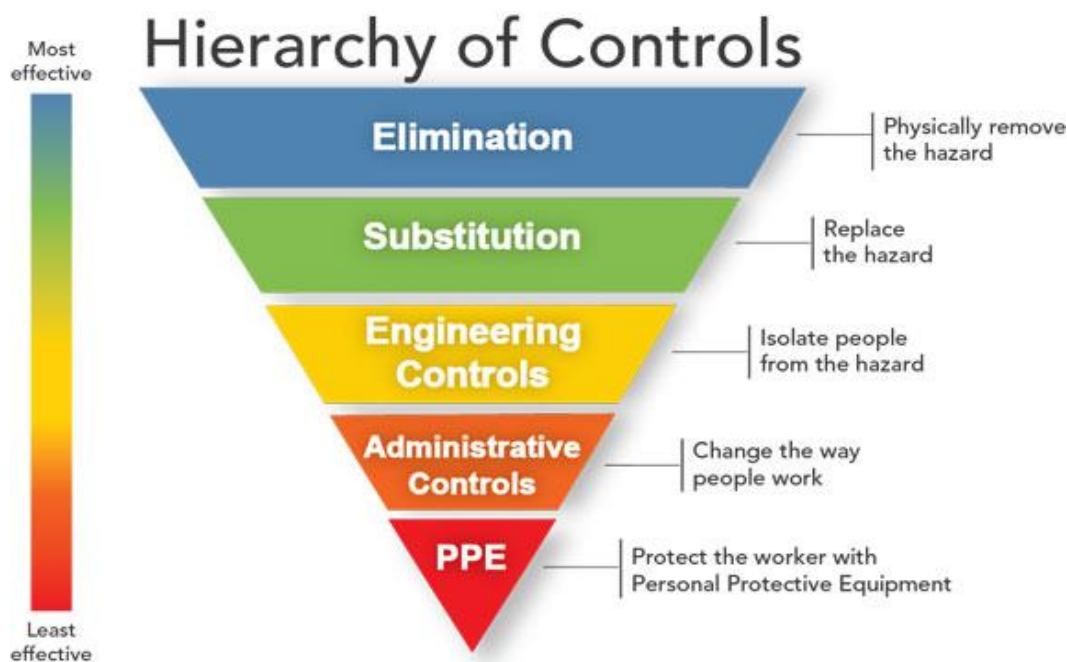 Hierarchy of Controls
Most
effective
Elimination
Physically remove
the hazard
Substitution
Replace
the hazard
Engineering
Controls
Isolate people
from the hazard
Administrative
Controls
Change the way
people work
PPE
Protect the worker with
Personal Protective Equipment
Least
effective